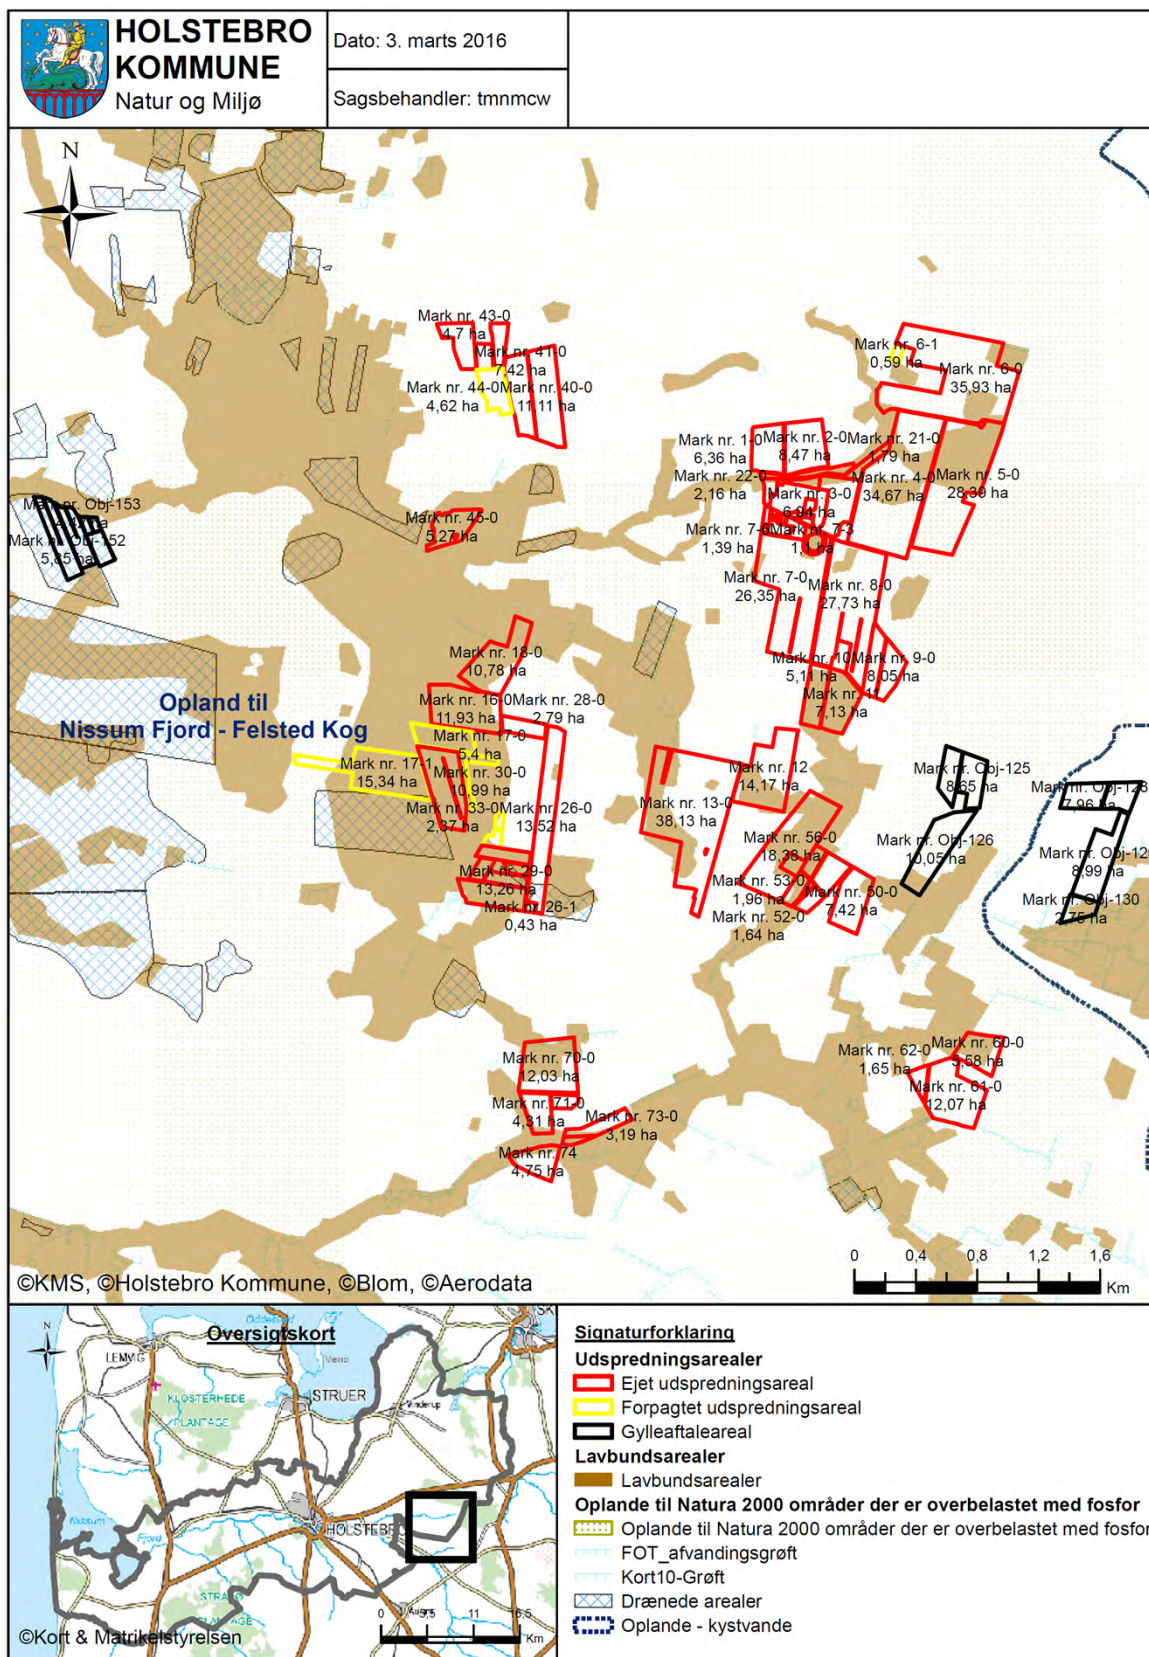 HOLSTEBRO
KOMMUNE
Natur og Miljø
Dato: 3. marts 2016
Sagsbehandler: tmnmcw
N
Mark nr. 43-0
4,7 ha
Mark nr. 41-0
7,42 ha
Mark nr. 44-0
4,62 ha
Mark nr. 40-0
11,11 ha
Mark nr. 6-1
0,59 ha
Mark nr. 6-0
35,93 ha
Mark nr. 1-0
6,36 ha
Mark nr. 2-0
8,47 ha
Mark nr. 21-0
1,79 ha
Mark nr. 22-0
2,16 ha
Mark nr. 3-0
6,94 ha
Mark nr. 4-0
34,67 ha
Mark nr. 5-0
28,39 ha
Mark nr. Obj-153
Mark nr. Obj-152
5,85 ha
Mark nr. 45-0
5,27 ha
Mark nr. 7-6
1,39 ha
Mark nr. 7-3
1,1 ha
Mark nr. 7-0
26,35 ha
Mark nr. 8-0
27,73 ha
Mark nr. 18-0
10,78 ha
Mark nr. 10
5,11 ha
Mark nr. 9-0
8,05 ha
Mark nr. 11
7,13 ha
Opland til
Nissum Fjord - Felsted Kog
Mark nr. 16-0
11,93 ha
Mark nr. 28-0
2,79 ha
Mark nr. 17-0
5,4 ha
Mark nr. 17-1
15,34 ha
Mark nr. 30-0
10,99 ha
Mark nr. 33-0
2,37 ha
Mark nr. 26-0
13,52 ha
Mark nr. 12
14,17 ha
Mark nr. 13-0
38,13 ha
Mark nr. Obj-125
8,65 ha
Mark nr. Obj-128
7,96 ha
Mark nr. 56-0
18,38 ha
Mark nr. Obj-126
10,05 ha
Mark nr. Obj-129
8,99 ha
Mark nr. 29-0
13,26 ha
Mark nr. 26-1
0,43 ha
Mark nr. 53-0
1,96 ha
Mark nr. 50-0
7,42 ha
Mark nr. 52-0
1,64 ha
Mark nr. Obj-130
2,75 ha
Mark nr. 70-0
12,03 ha
Mark nr. 62-0
1,65 ha
Mark nr. 60-0
5,58 ha
Mark nr. 61-0
12,07 ha
Mark nr. 71-0
4,31 ha
Mark nr. 73-0
3,19 ha
Mark nr. 74
4,75 ha
0 0,4 0,8 1,2 1,6
Km
©KMS, ©Holstebro Kommune, ©Blom, ©Aerodata
Oversigtskort
N
LEMVIG
Venø
KLOSTERHEDE
PLANTAGE
STRUER
Vinderup
Nissum
Fjord
HOLSTEBRO
PLANTAGE
Km
©Kort & Matrikelstyrelsen
Signaturforklaring
Udspredningsarealer
Ejet udspredningsareal
Forpagtet udspredningsareal
Gylleaftaleareal
Lavbundsarealer
Lavbundsarealer
Oplande til Natura 2000 områder der er overbelastet med fosfor
Oplande til Natura 2000 områder der er overbelastet med fosfor
FOT_afvandingsgrøft
Kort10-Grøft
Drænede arealer
Oplande - kystvande